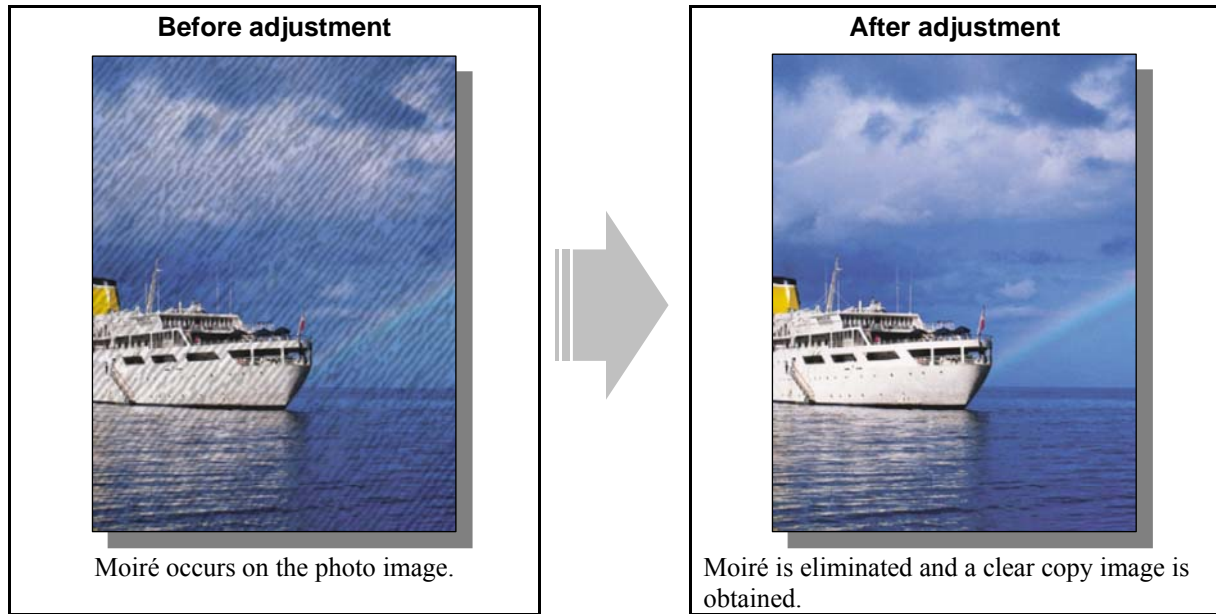 Before adjustment
Moiré occurs on the photo image.
After adjustment
Moiré is eliminated and a clear copy image is
obtained.